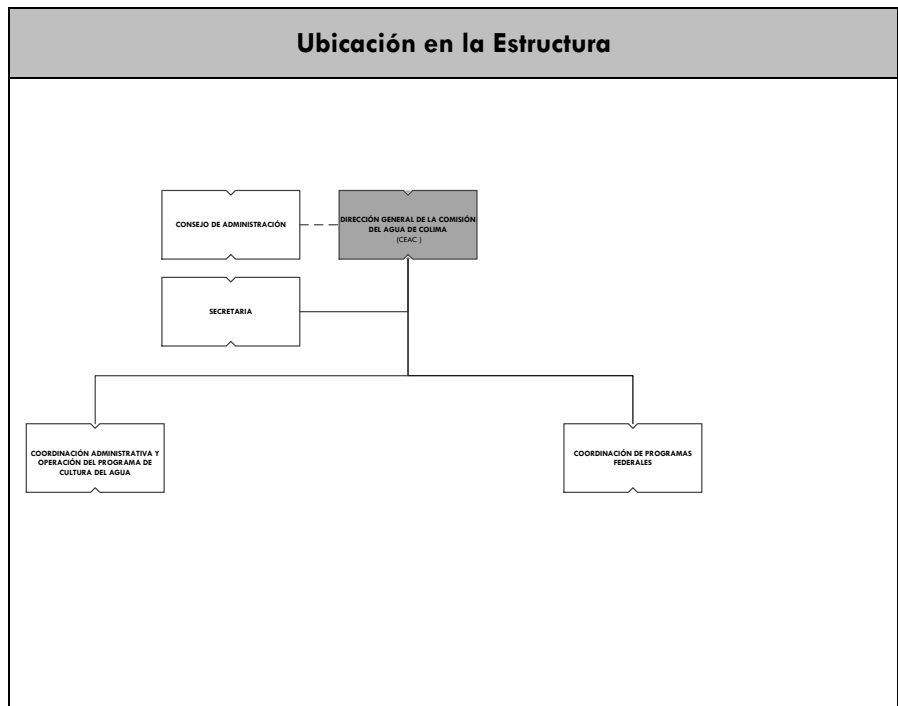 Ubicación en la Estructura
CONSEJO DE ADMINISTRACIÓN
DIRECCIÓN GENERAL DE LA COMISIÓN
DEL AGUA DE COLIMA
(CEAC )
SECRETARIA
COORDINACIÓN ADMINISTRATIVA Y
OPERACIÓN DEL PROGRAMA DE
CULTURA DEL AGUA
COORDINACIÓN DE PROGRAMAS
FEDERALES